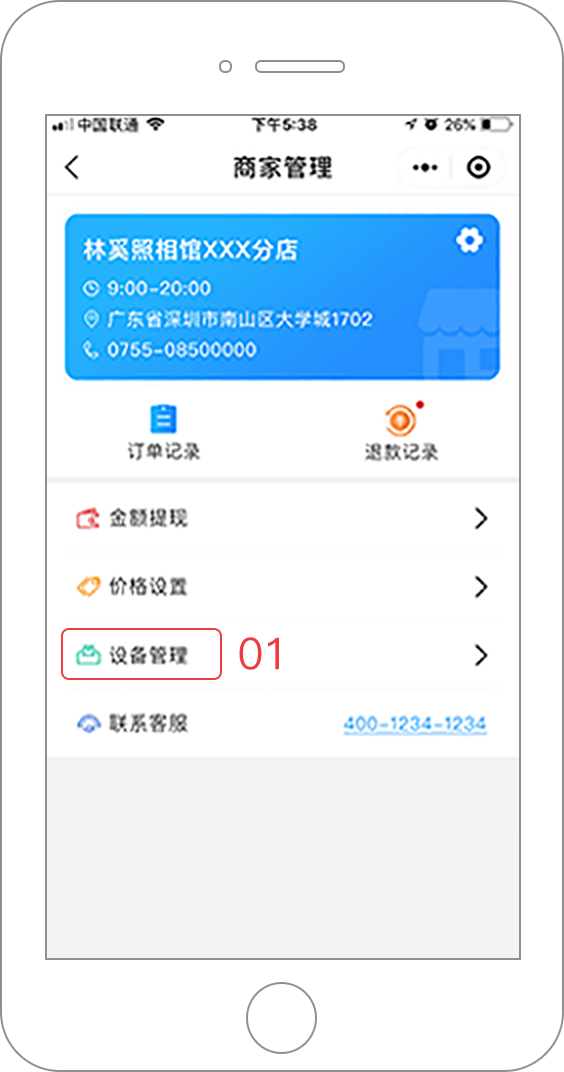 中国联通 下午5:38 26%
商家管理
林奚照相馆XXX分店
9:00-20:00
广东省深圳市南山区大学城1702
0755-08500000
订单记录 退款记录
金额提现
价格设置
设备管理 01
联系客服 400-1234-1234